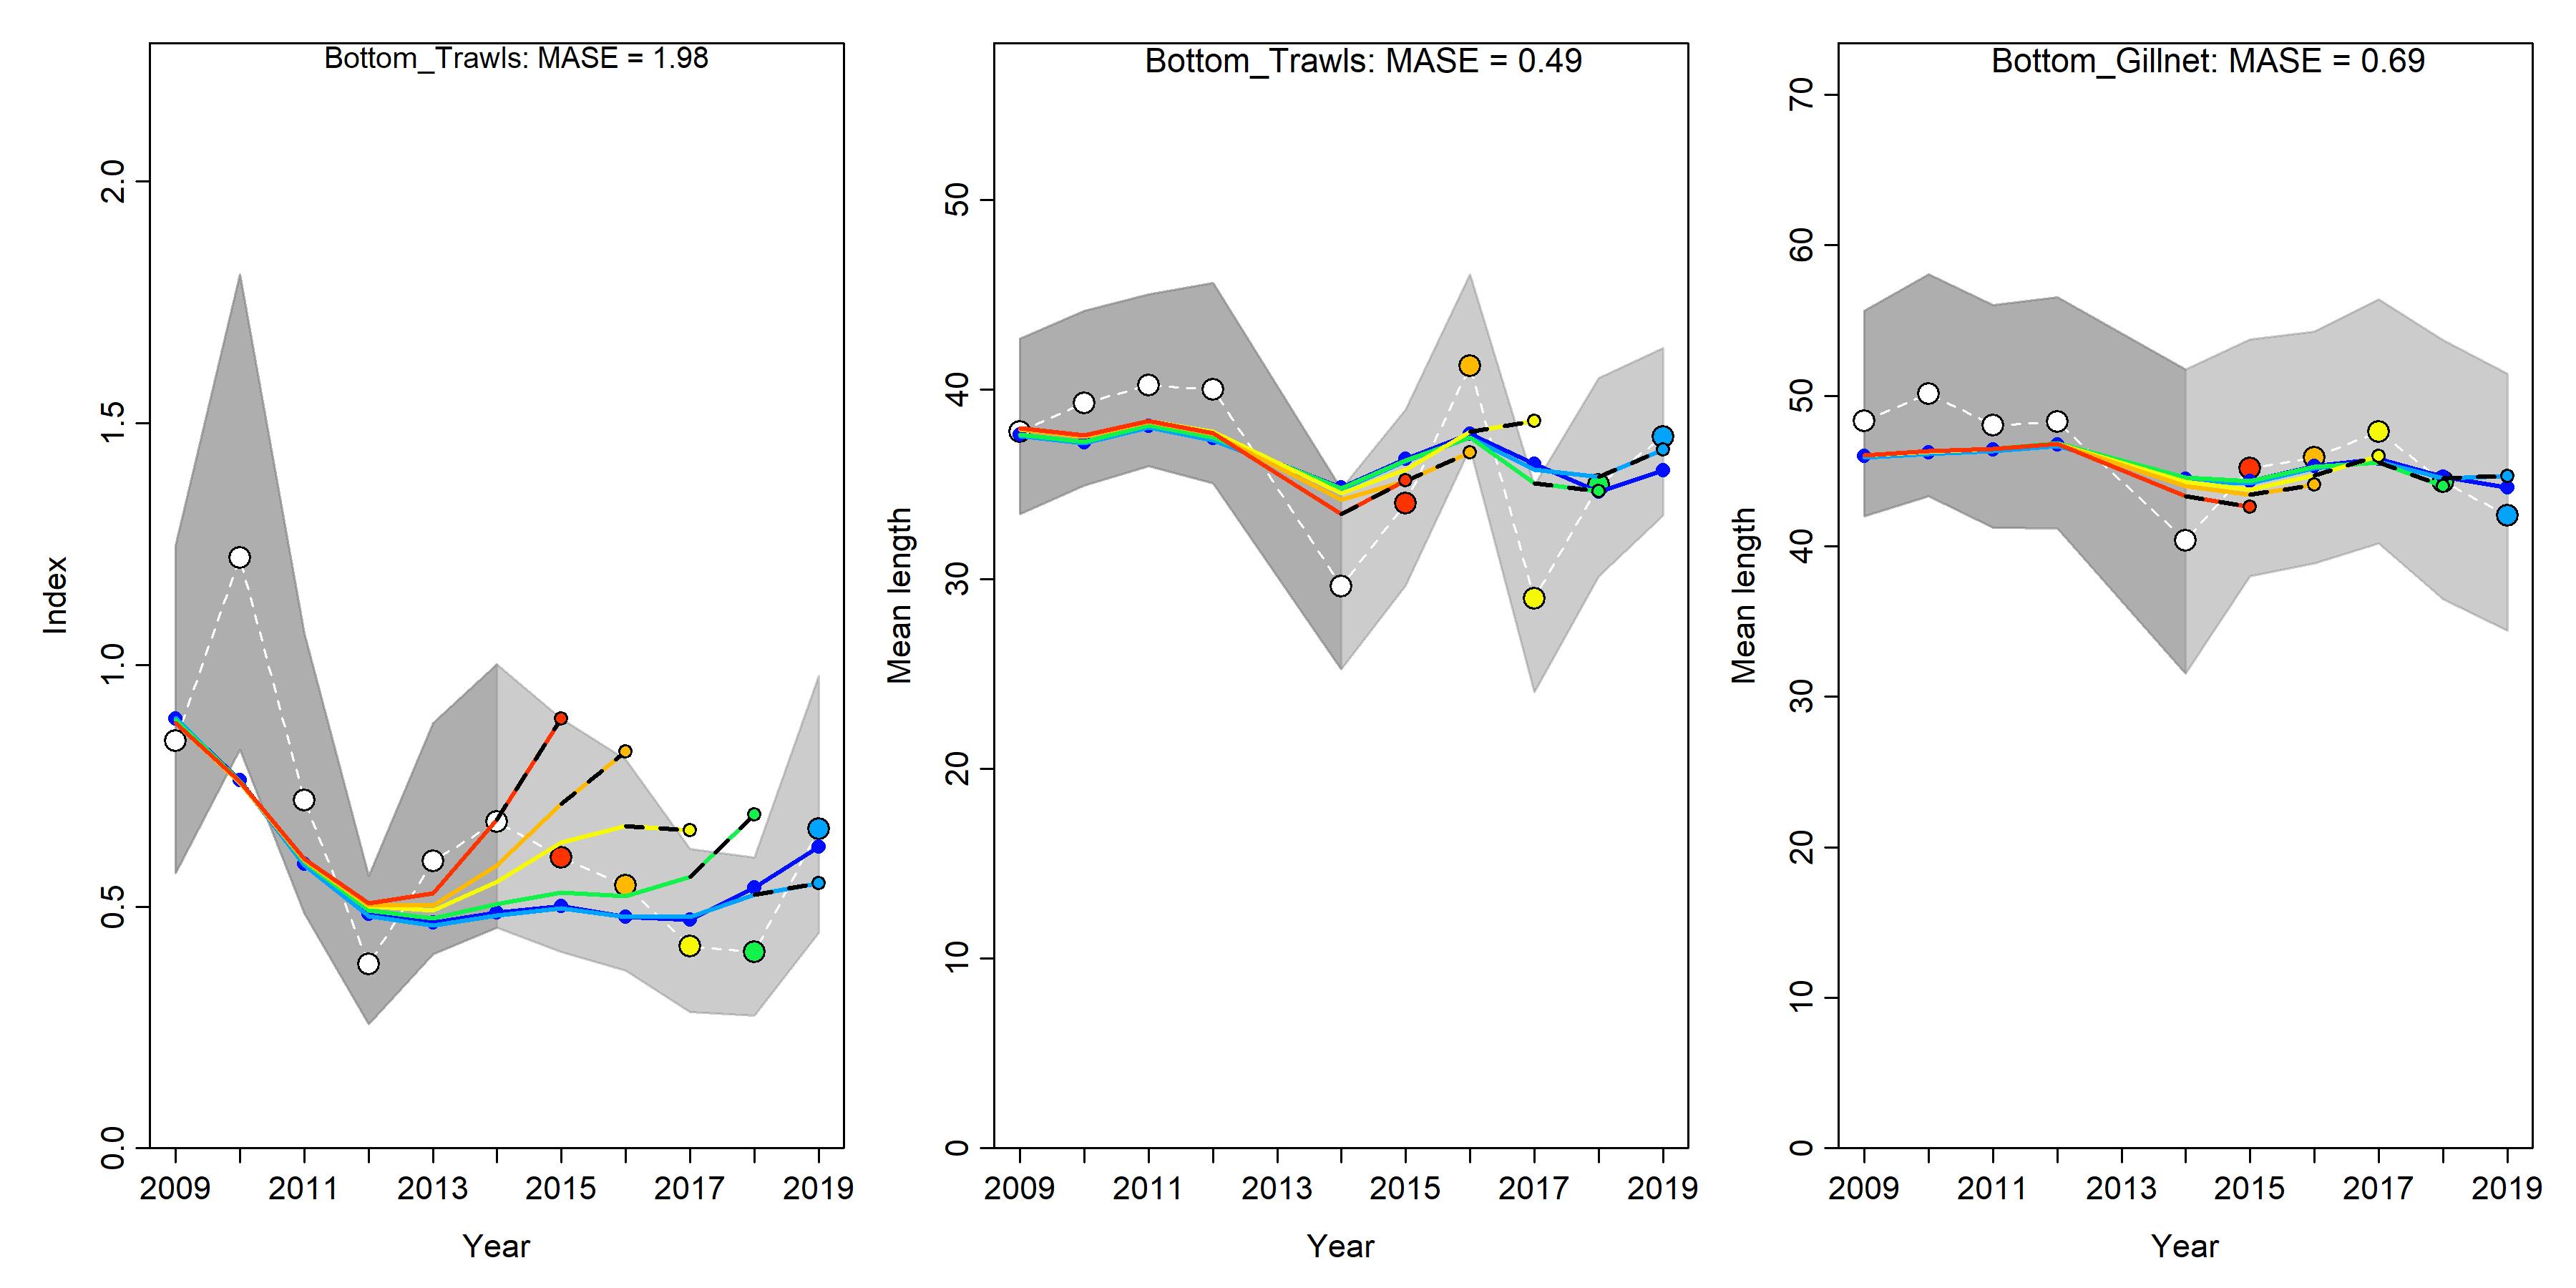 Bottom_Trawls: MASE = 1.98
Index
2.0
1.5
1.0
0.5
0.0
2009 2011 2013 2015 2017 2019
Year
Bottom_Trawls: MASE = 0.49
Mean length
50
40
30
20
10
0
2009 2011 2013 2015 2017 2019
Year
Bottom_Gillnet: MASE = 0.69
Mean length
70
60
50
40
30
20
10
0
2009 2011 2013 2015 2017 2019
Year